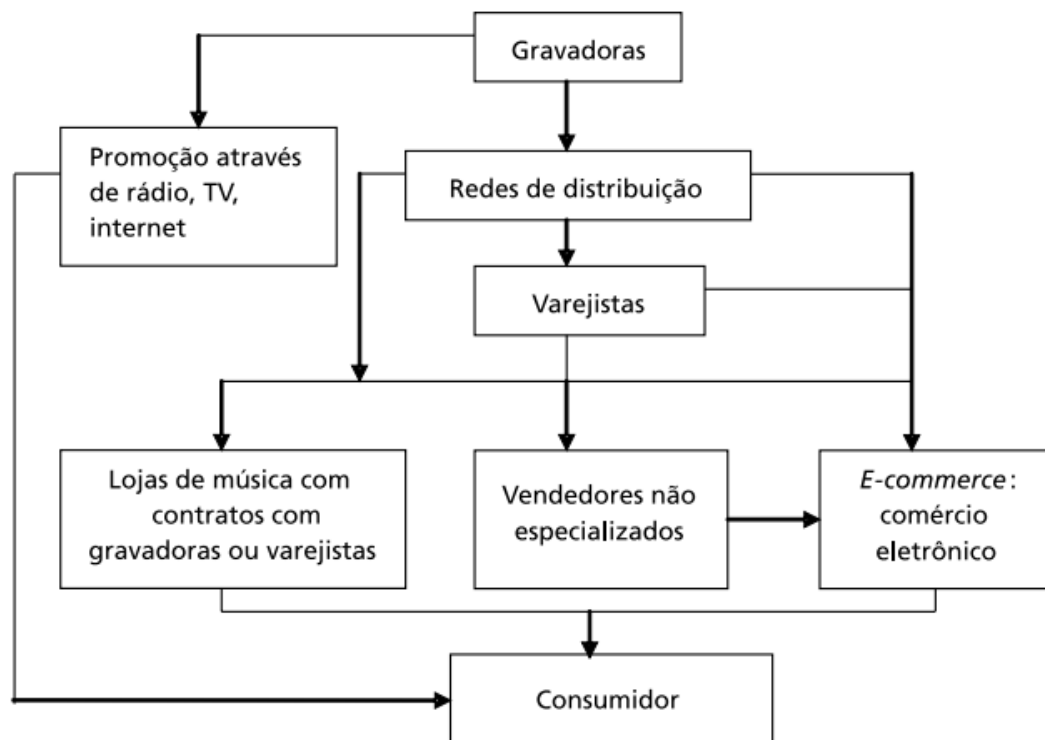 Gravadoras
Promoção através
de rádio, TV,
internet
Redes de distribuição
Varejistas
Lojas de música com
contratos com
gravadoras ou varejistas
Vendedores não
especializados
E-commerce:
comércio
eletrônico
Consumidor